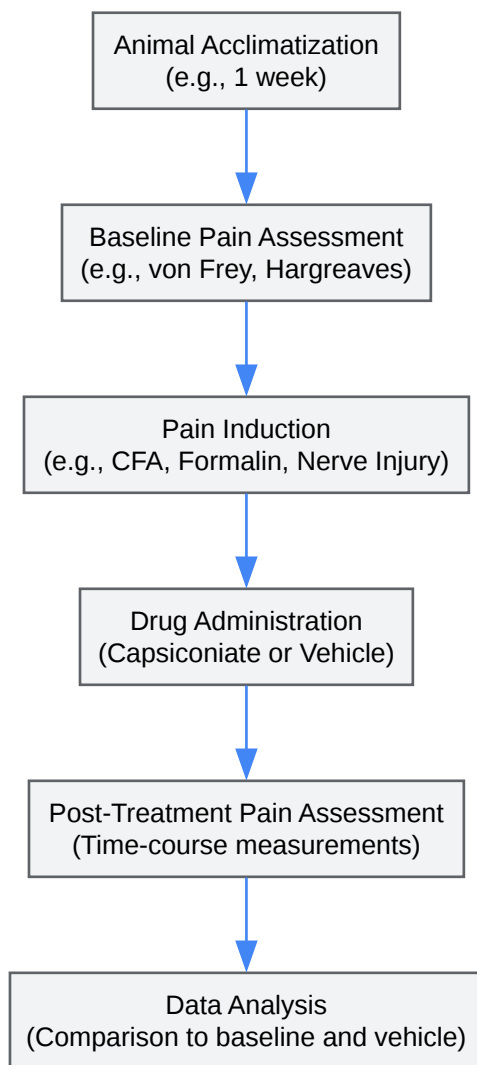 Animal Acclimatization
(e.g., 1 week)
Baseline Pain Assessment
(e.g., von Frey, Hargreaves)
Pain Induction
(e.g., CFA, Formalin, Nerve Injury)
Drug Administration
(Capsiconiate or Vehicle)
Post-Treatment Pain Assessment
(Time-course measurements)
Data Analysis
(Comparison to baseline and vehicle)